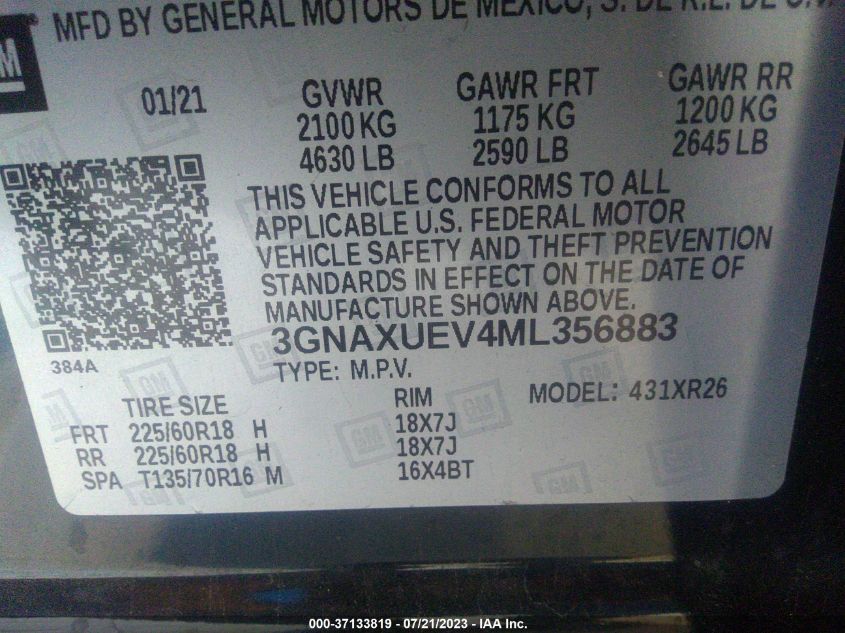 MFD BY GENERAL MOTORS DE MEXICO, S. DE R.L. DE C.V.
GM
01/21 GVWR GAWR FRT GAWR RR
2100 KG 1175 KG 1200 KG
4630 LB 2590 LB 2645 LB
THIS VEHICLE CONFORMS TO ALL
APPLICABLE U.S. FEDERAL MOTOR
VEHICLE SAFETY AND THEFT PREVENTION
STANDARDS IN EFFECT ON THE DATE OF
MANUFACTURE SHOWN ABOVE.
3GNAXUEV4ML356883
384A
TYPE: M.P.V.
TIRE SIZE RIM MODEL: 431XR26
FRT 225/60R18 H 18X7J
RR 225/60R18 H 18X7J
SPA T135/70R16 M 16X4BT
000-37133819 - 07/21/2023 - IAA Inc.